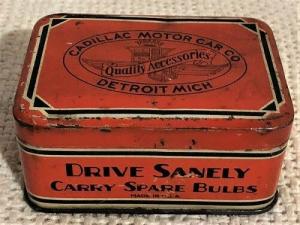 CADILLAC MOTOR CAR CO
Quality Accessories
DETROIT MICH
DRIVE SANELY
CARRY SPARE BULBS
MADE IN U.S.A.